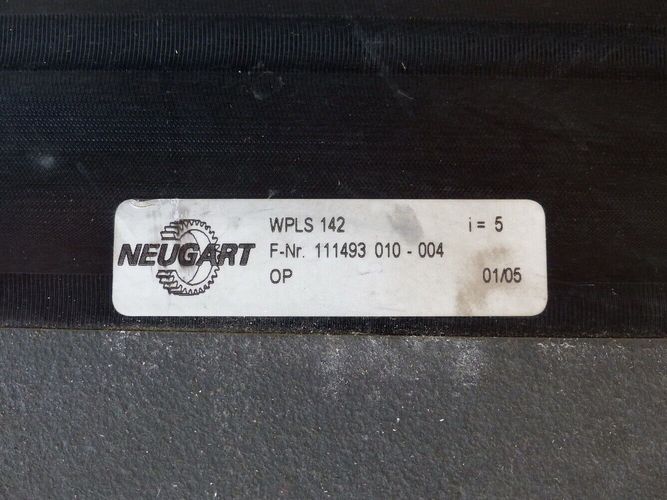 NEUGART
WPLS 142 i = 5
F-Nr. 111493 010 - 004
OP 01/05